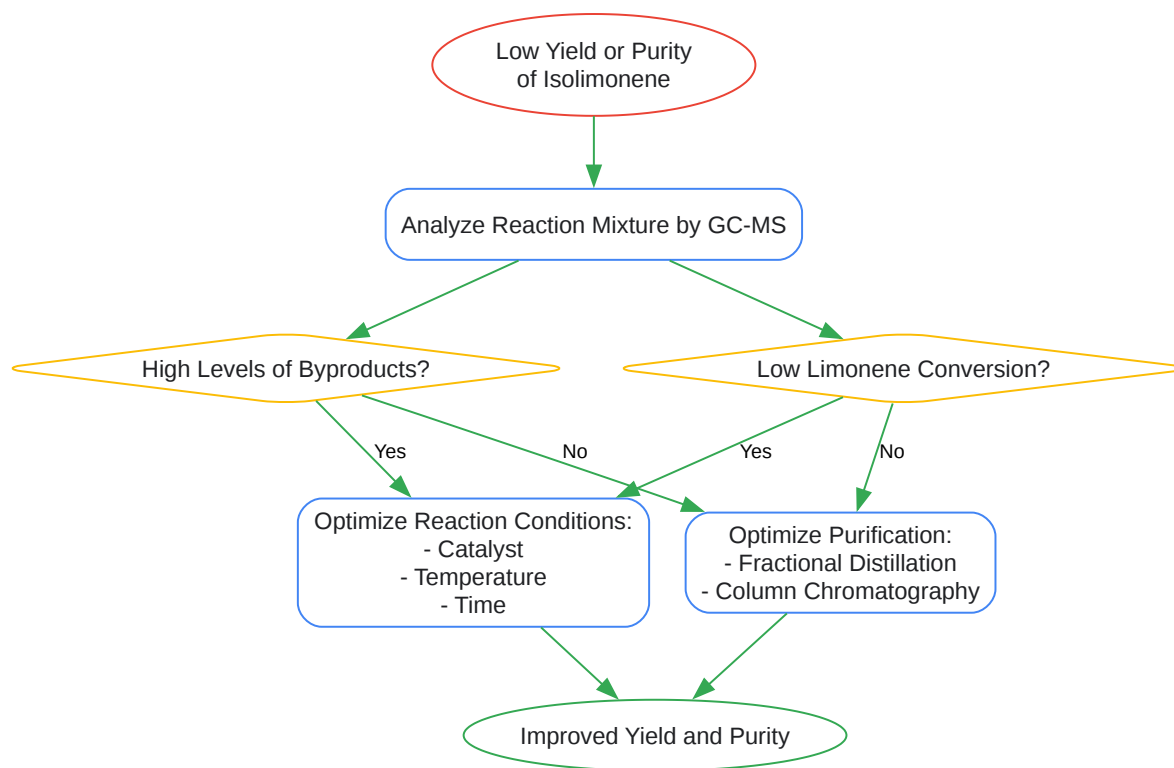 Low Yield or Purity
of Isolimonene
Analyze Reaction Mixture by GC-MS
High Levels of Byproducts?
Low Limonene Conversion?
Yes
No
Yes
No
Optimize Reaction Conditions:
- Catalyst
- Temperature
- Time
Optimize Purification:
- Fractional Distillation
- Column Chromatography
Improved Yield and Purity